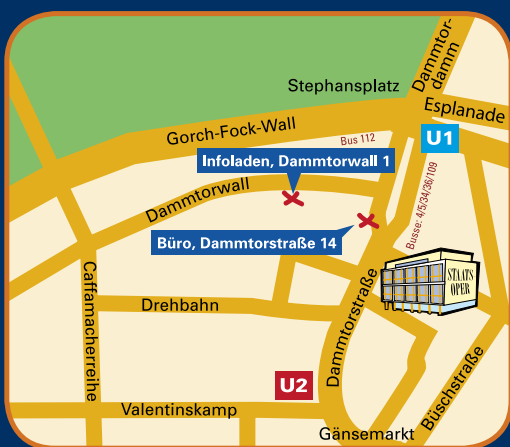 Dammtor-
damm
Stephansplatz
Esplanade
Gorch-Fock-Wall
Bus 112
U1
Infoladen, Dammtorwall 1
Dammtorwall
Busse: 4/5/34/36/109
Büro, Dammtorstraße 14
STAATS
OPER
Caffamacherreihe
Drehbahn
Dammtorstraße
Büschstraße
U2
Valentinskamp
Gänsemarkt